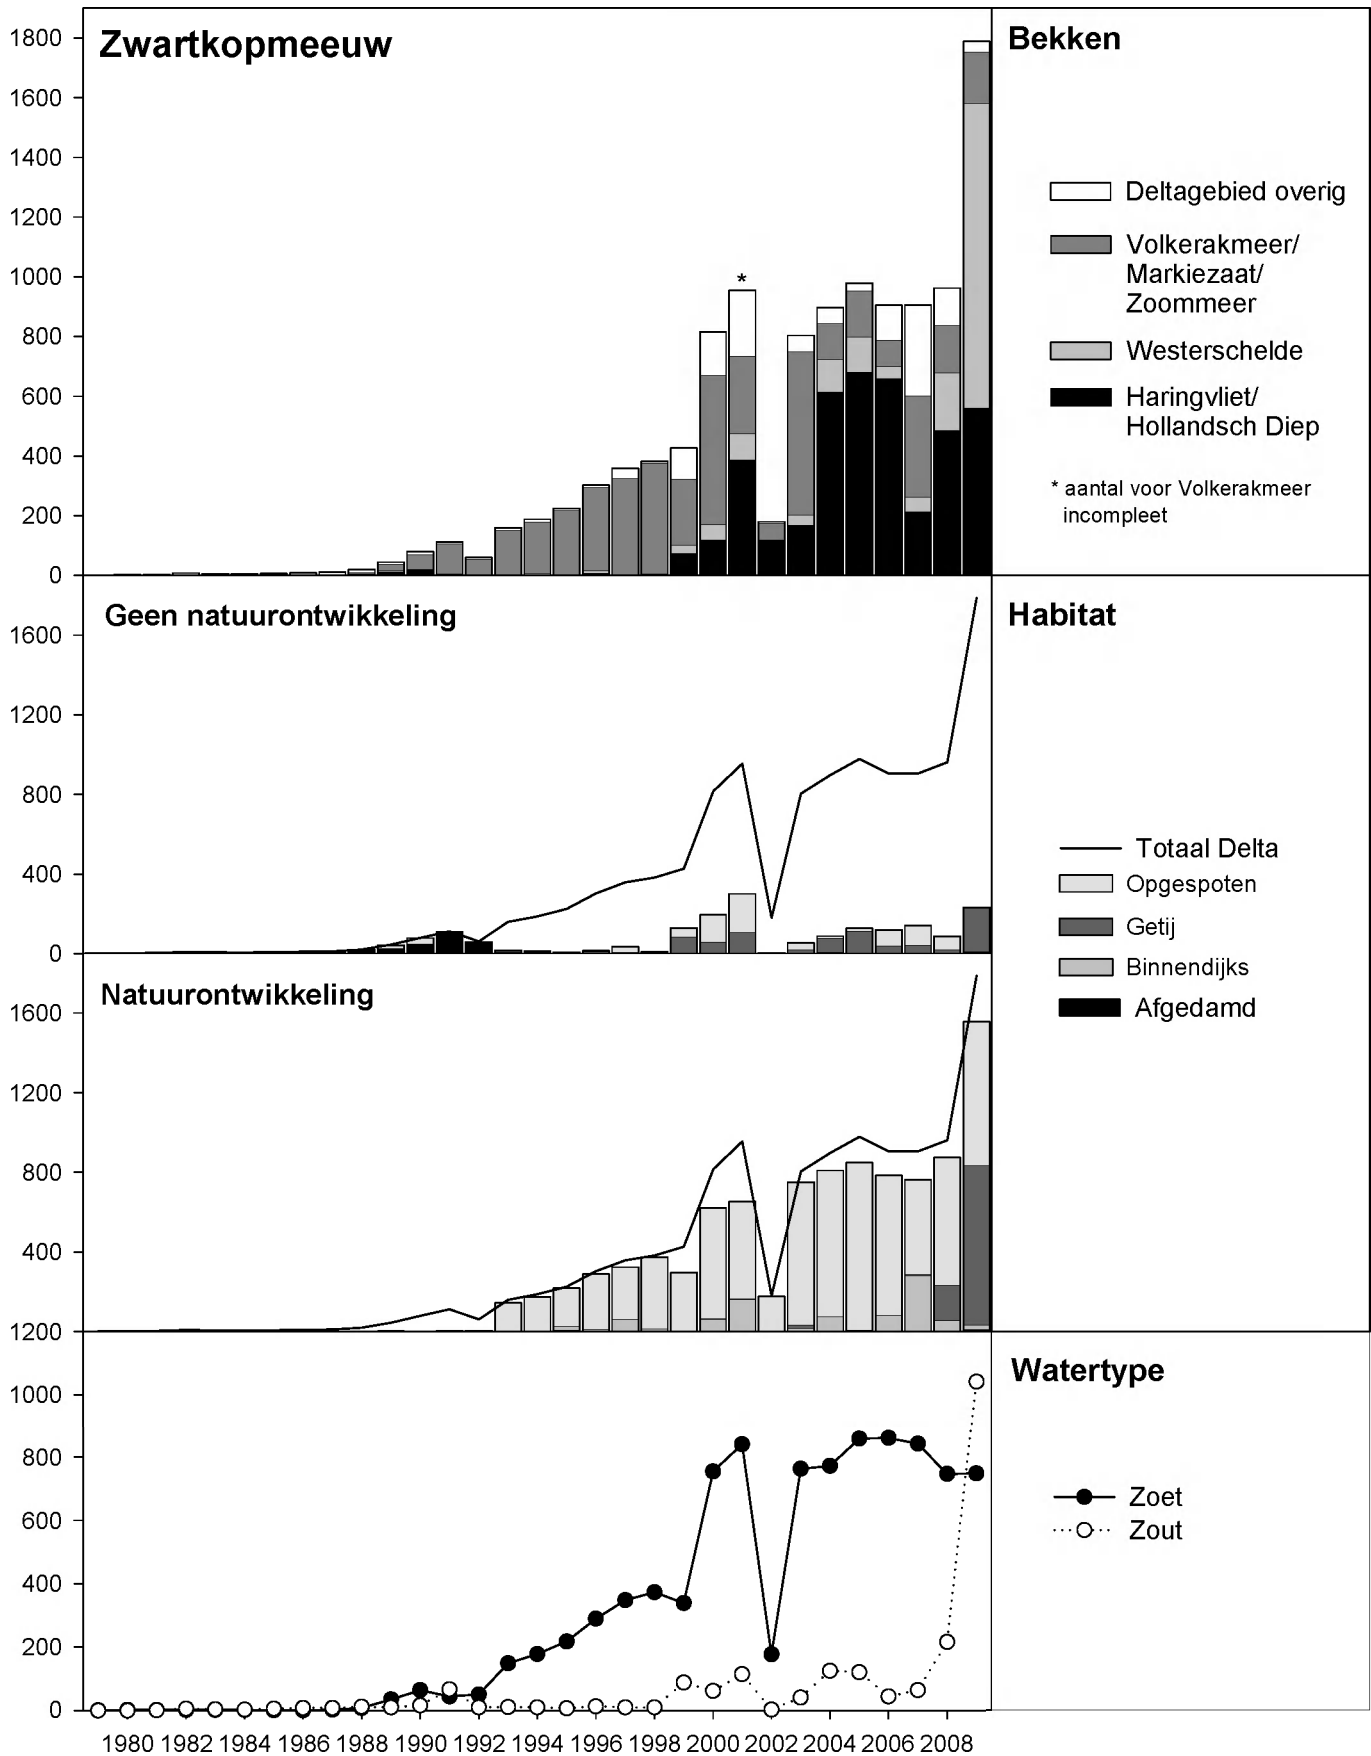 Zwartkopmeeuw
1800
1600
1400
1200
1000
800
600
400
200
0
*
Bekken
Deltagebied overig
Volkerakmeer/
Markiezaat/
Zoommeer
Westerschelde
Haringvliet/
Hollandsch Diep
* aantal voor Volkerakmeer
incompleet
Geen natuurontwikkeling
1600
1200
800
400
0
Habitat
Totaal Delta
Opgespoten
Getij
Binnendijks
Afgedamd
Natuurontwikkeling
1600
1200
800
400
1200
1000
800
600
400
200
0
Watertype
Zoet
Zout
1980 1982 1984 1986 1988 1990 1992 1994 1996 1998 2000 2002 2004 2006 2008